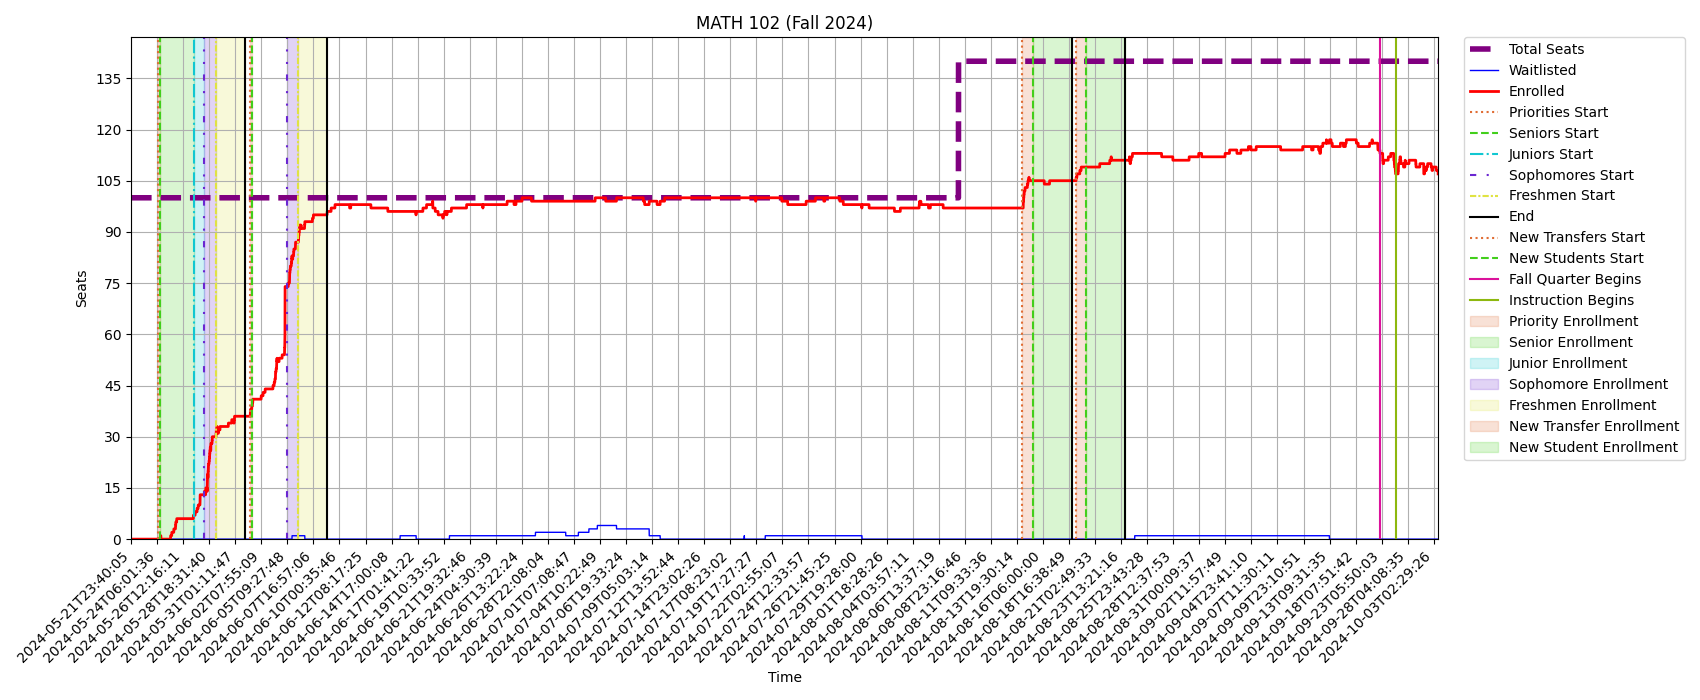 MATH 102 (Fall 2024)
Seats
135
120
105
90
75
60
45
30
15
0
2024-05-21T23:40:05
2024-05-24T06:01:36
2024-05-26T12:16:11
2024-05-28T18:31:40
2024-05-31T01:11:47
2024-06-02T07:55:09
2024-06-05T09:27:48
2024-06-07T16:57:06
2024-06-10T00:35:46
2024-06-12T08:17:25
2024-06-14T17:00:08
2024-06-17T01:41:22
2024-06-19T10:33:52
2024-06-21T19:32:46
2024-06-24T04:30:39
2024-06-26T13:22:24
2024-06-28T22:08:04
2024-07-01T07:08:47
2024-07-04T10:22:49
2024-07-06T19:33:24
2024-07-09T05:03:14
2024-07-12T13:52:44
2024-07-14T23:02:26
2024-07-17T08:23:02
2024-07-19T17:27:27
2024-07-22T02:55:07
2024-07-24T12:33:57
2024-07-26T21:45:25
2024-07-29T19:28:00
2024-08-01T18:28:26
2024-08-04T03:57:11
2024-08-06T13:37:19
2024-08-08T23:16:46
2024-08-11T09:33:36
2024-08-13T19:30:14
2024-08-16T06:00:00
2024-08-18T16:38:49
2024-08-21T02:49:33
2024-08-23T13:21:16
2024-08-25T23:43:28
2024-08-28T12:37:53
2024-08-31T00:09:37
2024-09-02T11:57:49
2024-09-04T23:41:10
2024-09-07T11:30:11
2024-09-09T23:10:51
2024-09-13T09:31:35
2024-09-18T07:51:42
2024-09-23T05:50:03
2024-09-28T04:08:35
2024-10-03T02:29:26
Time
Total Seats
Waitlisted
Enrolled
Priorities Start
Seniors Start
Juniors Start
Sophomores Start
Freshmen Start
End
New Transfers Start
New Students Start
Fall Quarter Begins
Instruction Begins
Priority Enrollment
Senior Enrollment
Junior Enrollment
Sophomore Enrollment
Freshmen Enrollment
New Transfer Enrollment
New Student Enrollment